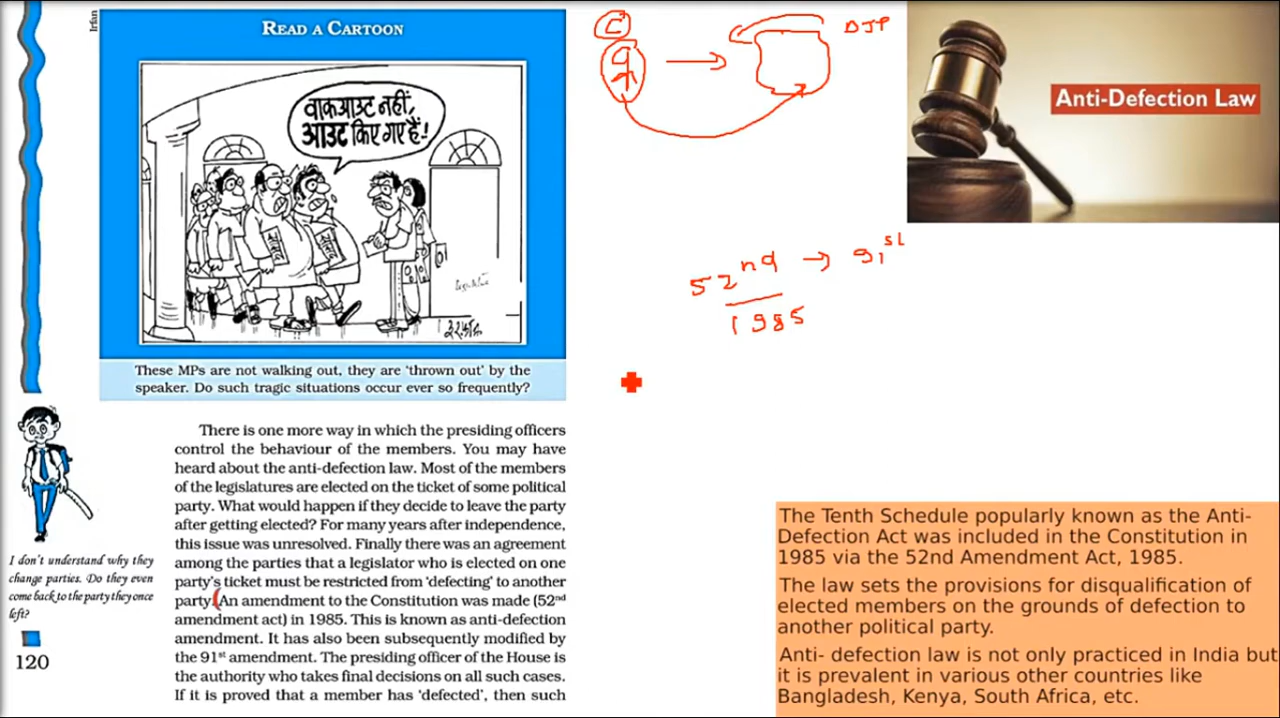 Irfan
READ A CARTOON
वाकआउट नहीं,
आउट किए गए हैं!
इरफ़ान
These MPs are not walking out, they are ‘thrown out’ by the
speaker. Do such tragic situations occur ever so frequently?
There is one more way in which the presiding officers
control the behaviour of the members. You may have
heard about the anti-defection law. Most of the members
of the legislatures are elected on the ticket of some political
party. What would happen if they decide to leave the party
after getting elected? For many years after independence,
this issue was unresolved. Finally there was an agreement
among the parties that a legislator who is elected on one
party’s ticket must be restricted from ‘defecting’ to another
party. An amendment to the Constitution was made (52nd
amendment act) in 1985. This is known as anti-defection
amendment. It has also been subsequently modified by
the 91st amendment. The presiding officer of the House is
the authority who takes final decisions on all such cases.
If it is proved that a member has ‘defected’, then such
I don’t understand why they
change parties. Do they even
come back to the party they once
left?
120
C
BJP
52nd → 91st
1985
Anti-Defection Law
The Tenth Schedule popularly known as the Anti-
Defection Act was included in the Constitution in
1985 via the 52nd Amendment Act, 1985.
The law sets the provisions for disqualification of
elected members on the grounds of defection to
another political party.
Anti- defection law is not only practiced in India but
it is prevalent in various other countries like
Bangladesh, Kenya, South Africa, etc.